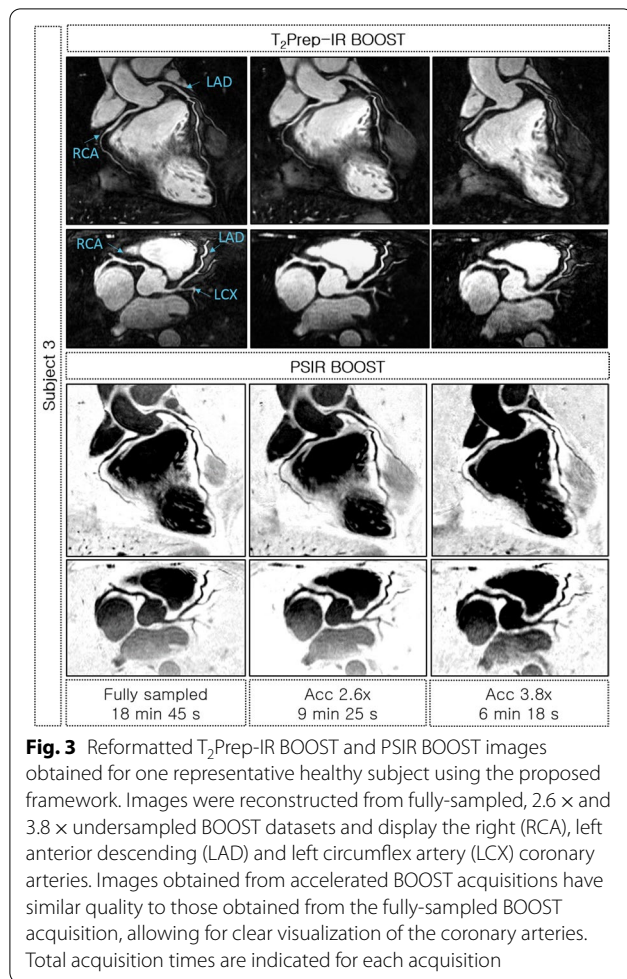 T₂Prep-IR BOOST
LAD
RCA
RCA
LAD
LCX
Subject 3
PSIR BOOST
Fully sampled
18 min 45 s
Acc 2.6x
9 min 25 s
Acc 3.8x
6 min 18 s
Fig. 3 Reformatted T₂Prep-IR BOOST and PSIR BOOST images
obtained for one representative healthy subject using the proposed
framework. Images were reconstructed from fully-sampled, 2.6 × and
3.8 × undersampled BOOST datasets and display the right (RCA), left
anterior descending (LAD) and left circumflex artery (LCX) coronary
arteries. Images obtained from accelerated BOOST acquisitions have
similar quality to those obtained from the fully-sampled BOOST
acquisition, allowing for clear visualization of the coronary arteries.
Total acquisition times are indicated for each acquisition